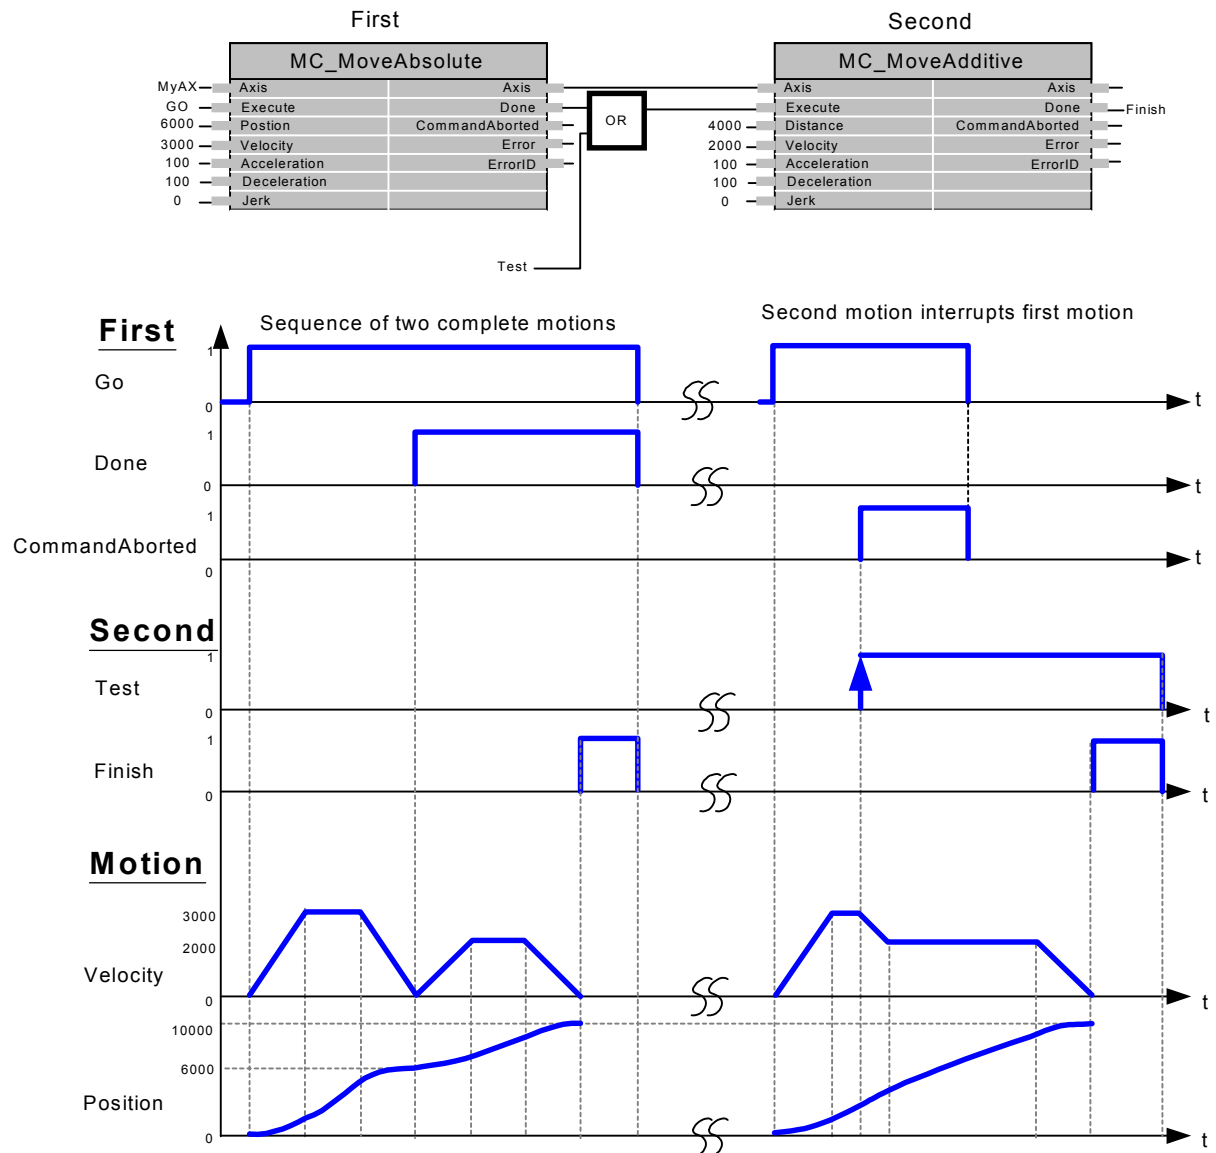 First
Second
MC_MoveAbsolute
MC_MoveAdditive
MyAX
Axis
Axis
Axis
Axis
GO
Execute
Done
OR
Execute
Done
Finish
6000
Postion
CommandAborted
4000
Distance
CommandAborted
3000
Velocity
Error
2000
Velocity
Error
100
Acceleration
ErrorID
100
Acceleration
ErrorID
100
Deceleration
100
Deceleration
0
Jerk
0
Jerk
Test
First
Sequence of two complete motions
Second motion interrupts first motion
1
Go
0
t
1
Done
0
t
1
CommandAborted
0
t
Second
1
Test
0
t
1
Finish
0
t
Motion
3000
2000
Velocity
0
t
10000
6000
Position
0
t